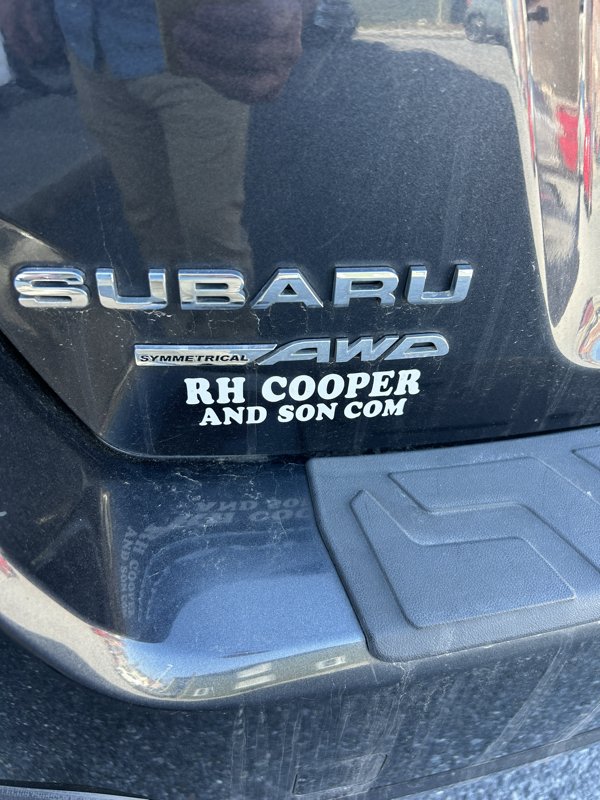 SUBARU
SYMMETRICAL AWD
RH COOPER
AND SON COM